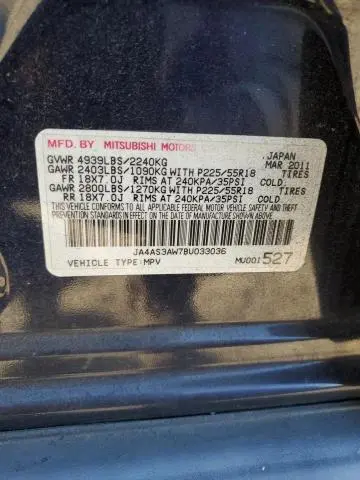 MFD. BY MITSUBISHI MOTORS
JAPAN
GVWR 4939LBS/2240KG MAR 2011
GAWR 2403LBS/1090KG WITH P225/55R18 TIRES
FR 18X7.0J RIMS AT 240KPA/35PSI COLD.
GAWR 2800LBS/1270KG WITH P225/55R18 TIRES
RR 18X7.0J RIMS AT 240KPA/35PSI COLD
THIS VEHICLE CONFORMS TO ALL APPLICABLE FEDERAL MOTOR VEHICLE SAFETY, BUMPER, AND THEFT
PREVENTION STANDARDS IN EFFECT ON THE DATE OF MANUFACTURE SHOWN ABOVE.
JA4AS3AW7BU033036
VEHICLE TYPE:MPV MU001527